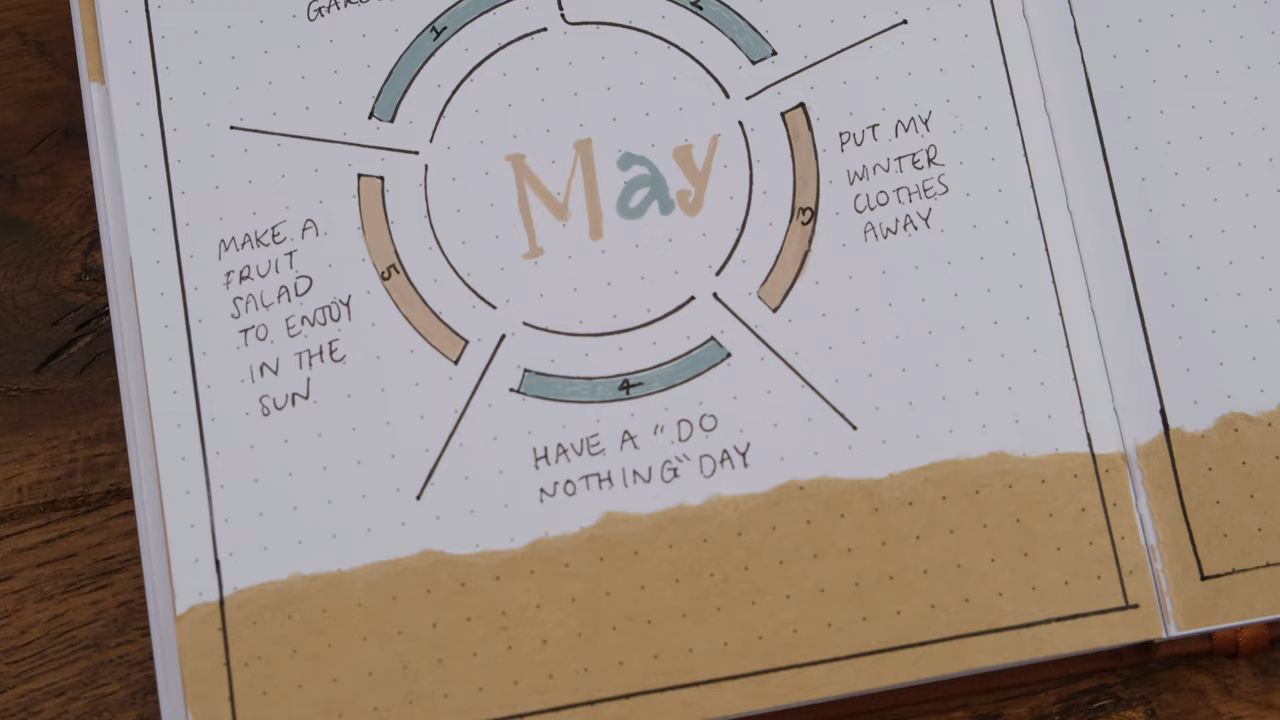 1
2
May
3
PUT MY
WINTER
CLOTHES
AWAY
4
HAVE A "DO
NOTHING" DAY
5
MAKE A
FRUIT
SALAD
TO ENJOY
IN THE
SUN